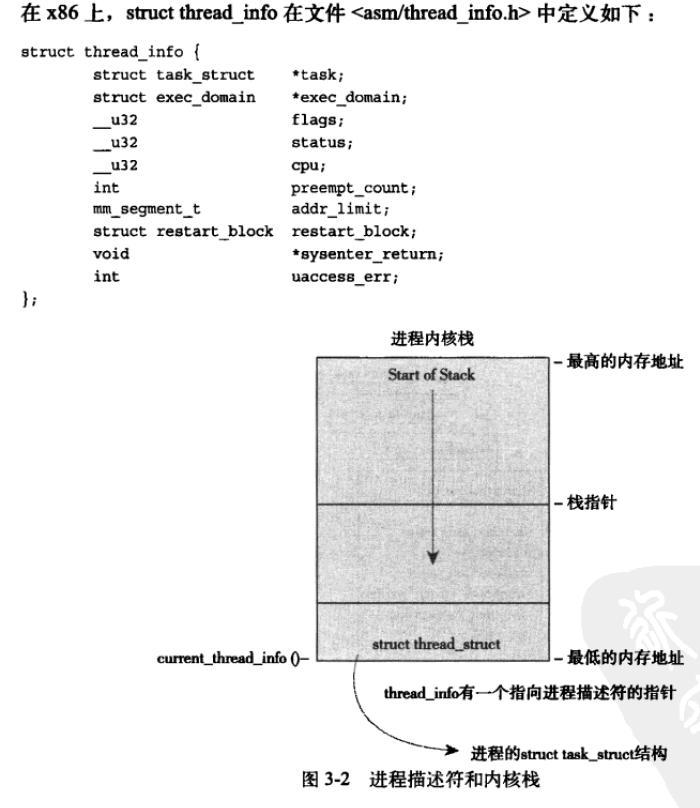 在 x86 上，struct thread_info 在文件 <asm/thread_info.h> 中定义如下：
struct thread_info {
struct task_struct *task;
struct exec_domain *exec_domain;
__u32 flags;
__u32 status;
__u32 cpu;
int preempt_count;
mm_segment_t addr_limit;
struct restart_block restart_block;
void *sysenter_return;
int uaccess_err;
};
进程内核栈
Start of Stack
最高的内存地址
栈指针
struct thread_struct
current_thread_info ()
最低的内存地址
thread_info有一个指向进程描述符的指针
进程的struct task_struct结构
图 3-2 进程描述符和内核栈